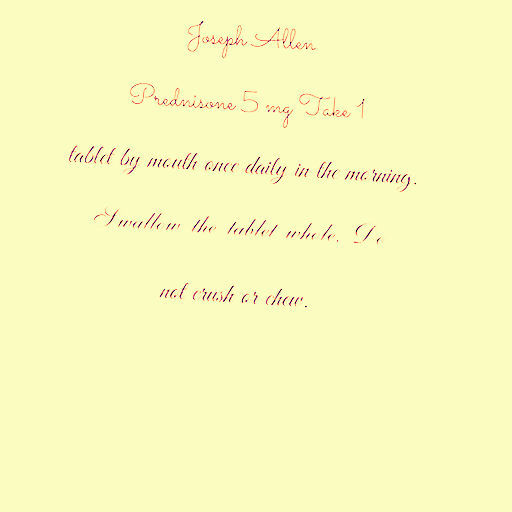 Joseph Allen
Prednisone 5 mg Take 1
tablet by mouth once daily in the morning.
Swallow the tablet whole. Do
not crush or chew.